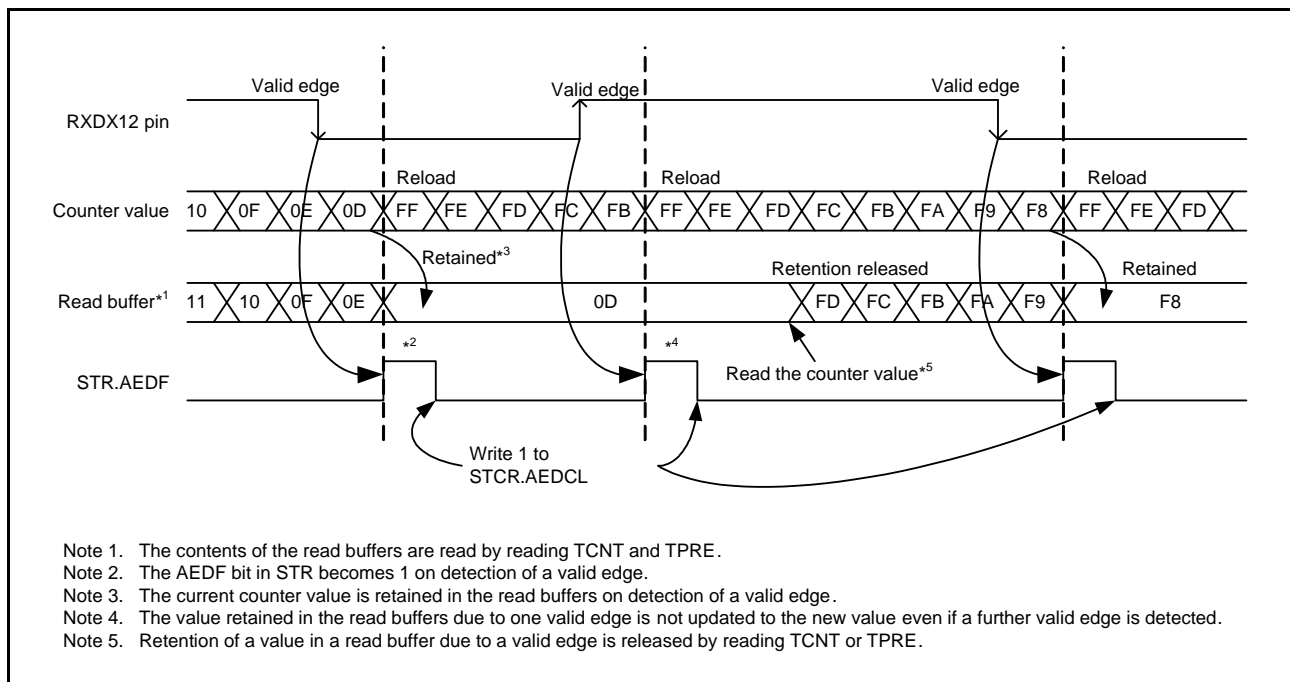 Valid edge Valid edge Valid edge
RXDX12 pin
Reload Reload Reload
Counter value 10 0F 0E 0D FF FE FD FC FB FF FE FD FC FB FA F9 F8 FF FE FD
Retained*3 Retention released Retained
Read buffer*1 11 10 0F 0E 0D FD FC FB FA F9 F8
*2 *4
STR.AEDF
Read the counter value*5
Write 1 to
STCR.AEDCL
Note 1. The contents of the read buffers are read by reading TCNT and TPRE.
Note 2. The AEDF bit in STR becomes 1 on detection of a valid edge.
Note 3. The current counter value is retained in the read buffers on detection of a valid edge.
Note 4. The value retained in the read buffers due to one valid edge is not updated to the new value even if a further valid edge is detected.
Note 5. Retention of a value in a read buffer due to a valid edge is released by reading TCNT or TPRE.